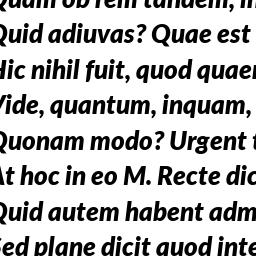 Quam ob rem tandem, in
Quid adiuvas? Quae est
Hic nihil fuit, quod quaer
Vide, quantum, inquam,
Quonam modo? Urgent t
At hoc in eo M. Recte dic
Quid autem habent adm
Sed plane dicit quod inte